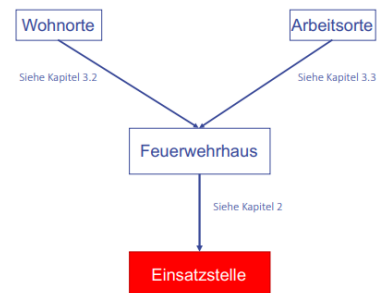 Wohnorte
Arbeitsorte
Siehe Kapitel 3.2
Siehe Kapitel 3.3
Feuerwehrhaus
Siehe Kapitel 2
Einsatzstelle